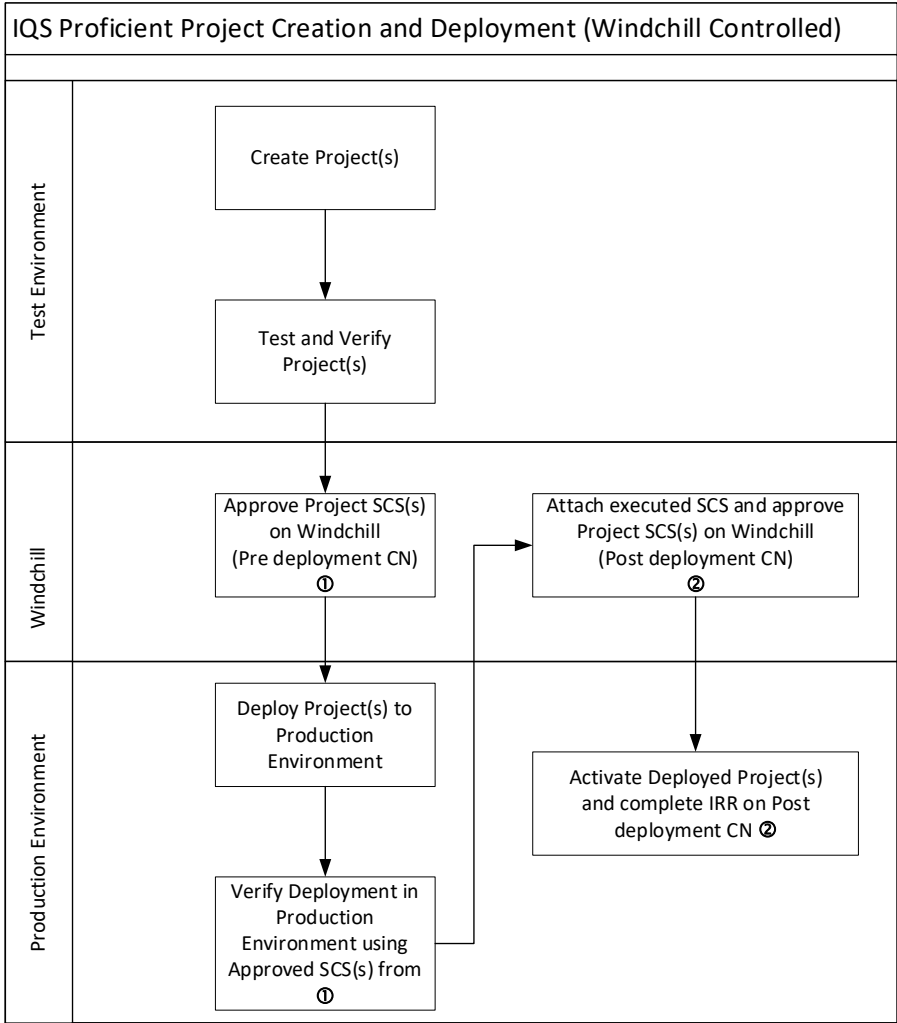 IQS Proficient Project Creation and Deployment (Windchill Controlled)
Test Environment
Create Project(s)
Test and Verify
Project(s)
Windchill
Approve Project SCS(s)
on Windchill
(Pre deployment CN)
①
Attach executed SCS and approve
Project SCS(s) on Windchill
(Post deployment CN)
②
Production Environment
Deploy Project(s) to
Production
Environment
Verify Deployment in
Production
Environment using
Approved SCS(s) from
①
Activate Deployed Project(s)
and complete IRR on Post
deployment CN ②